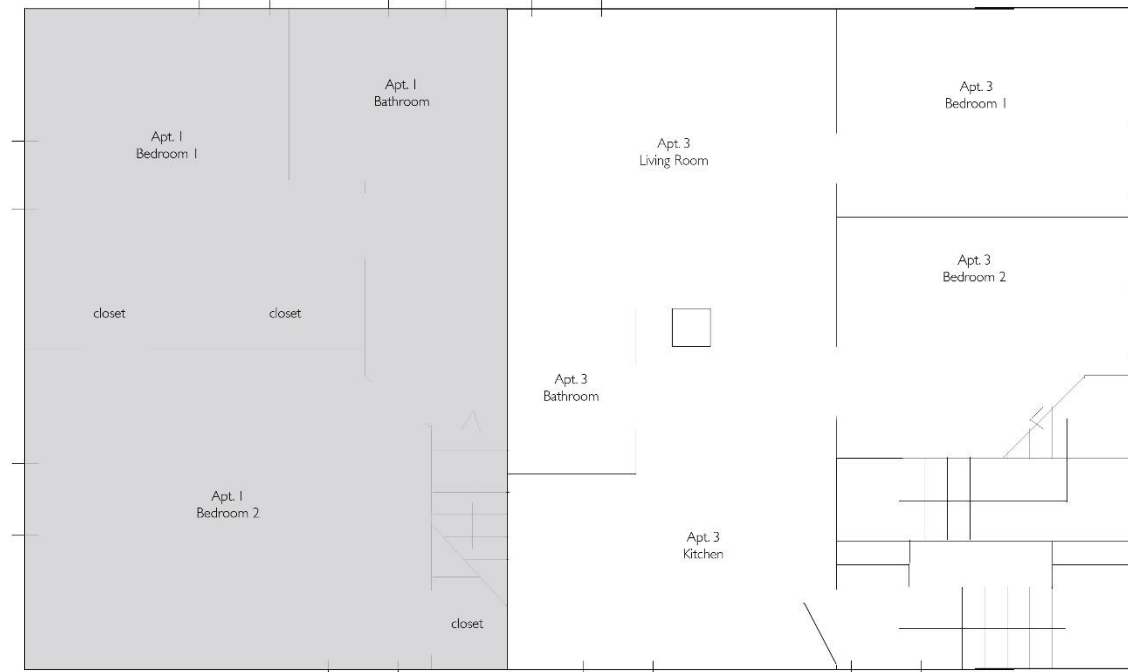 Apt. 1
Bathroom
Apt. 3
Bedroom 1
Apt. 1
Bedroom 1
Apt. 3
Living Room
Apt. 3
Bedroom 2
closet
closet
Apt. 3
Bathroom
Apt. 1
Bedroom 2
Apt. 3
Kitchen
closet